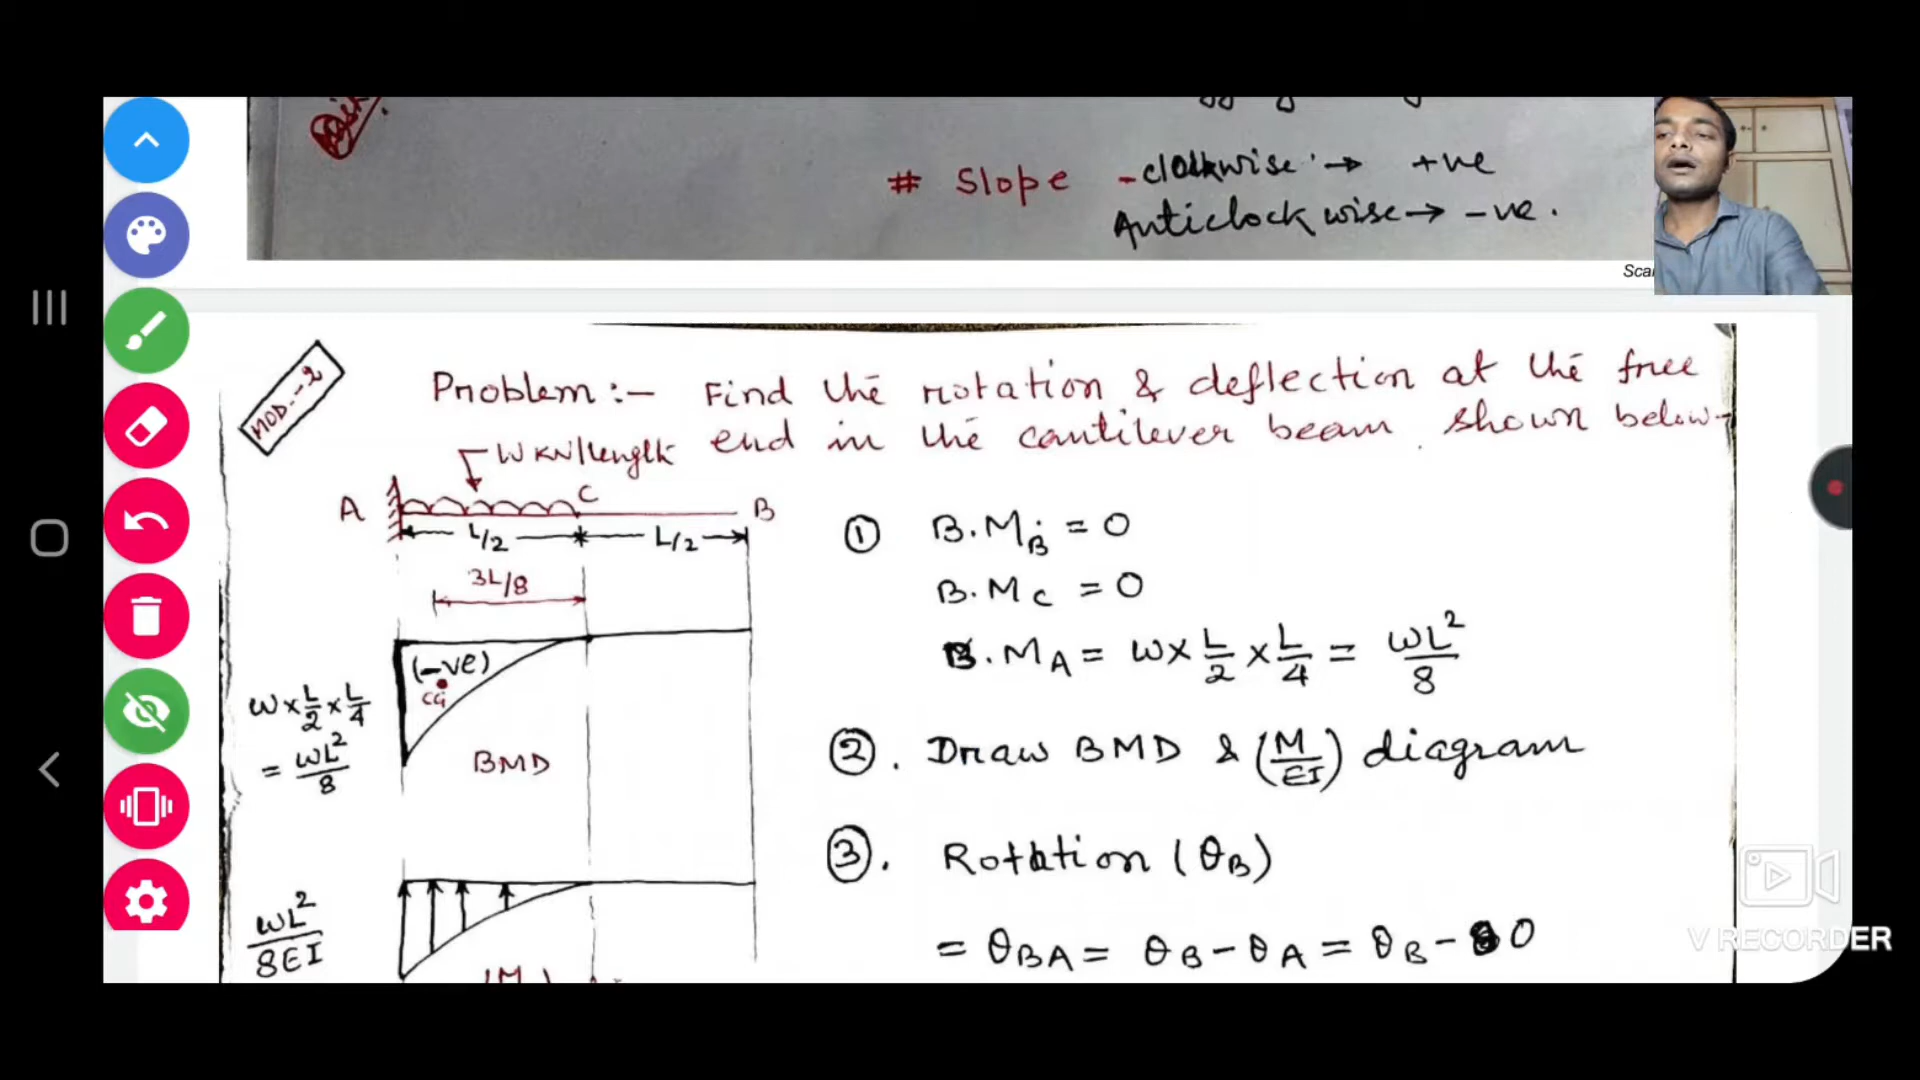 # Slope - clockwise → +ve
Anticlockwise → -ve.
MOD.-2
Problem :- Find the rotation & deflection at the free
end in the cantilever beam shown below-
W KN/length
A
C
B
L/2
L/2
3L/8
(-ve)
CG
W x L/2 x L/4
= WL²/8
BMD
WL²/8EI
(M
① B.M_B = 0
B.M_C = 0
B.M_A = W x L/2 x L/4 = WL²/8
②. Draw BMD & (M/EI) diagram
③. Rotation (θ_B)
= θ_BA = θ_B - θ_A = θ_B - 0
V RECORDER